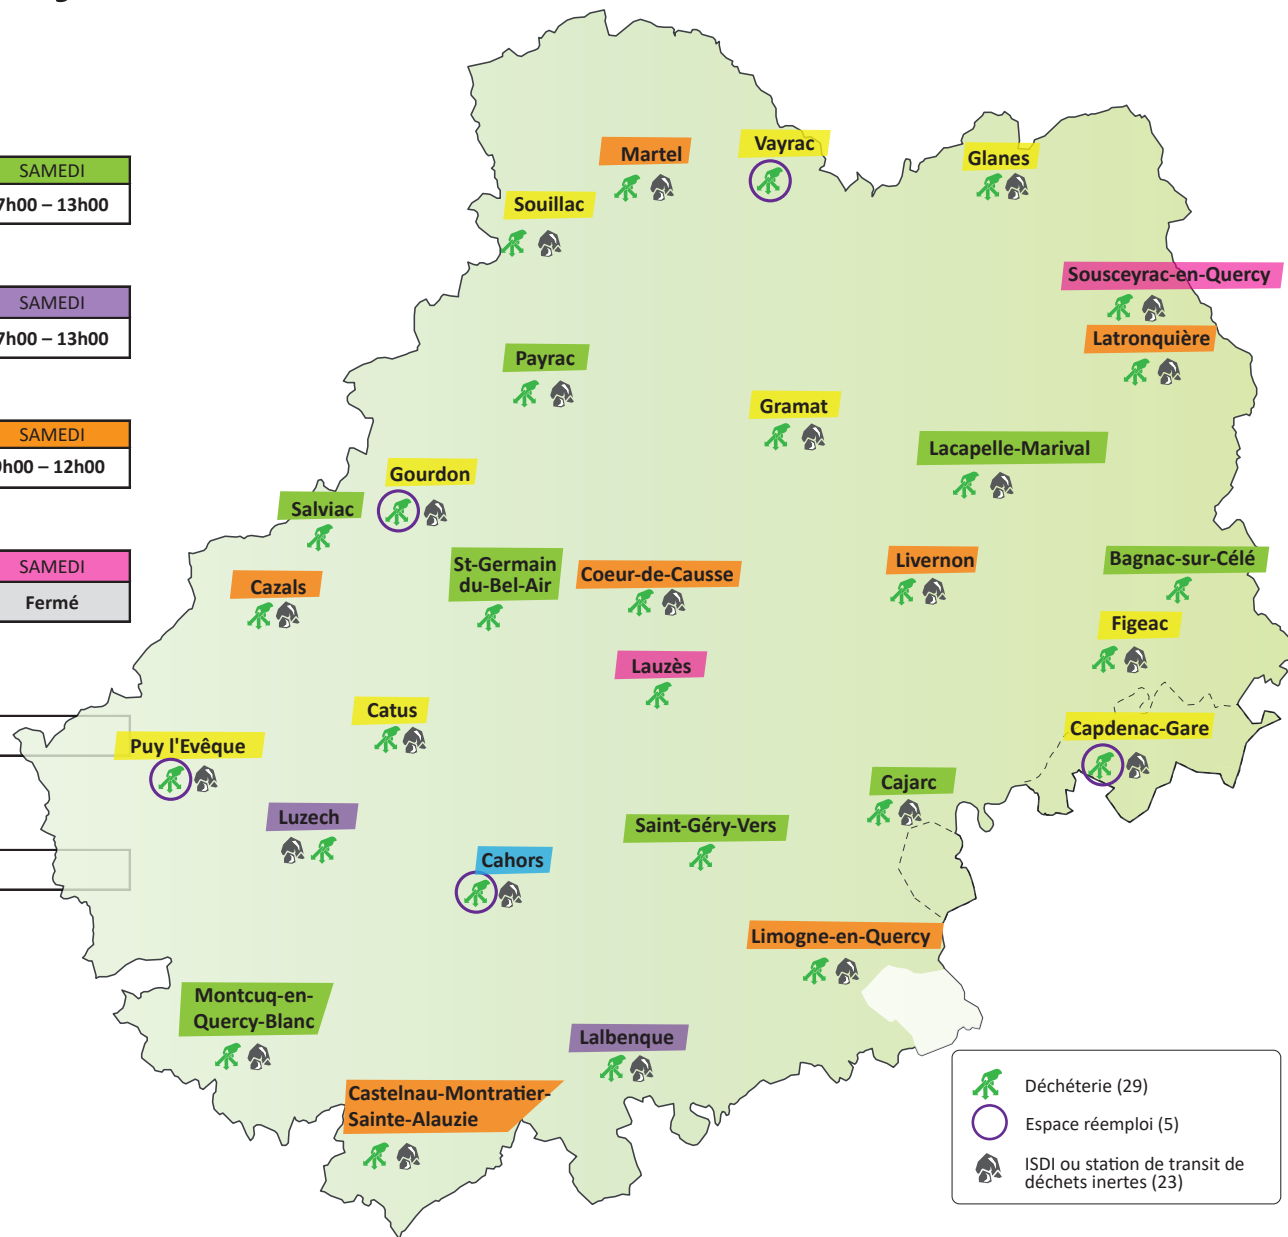 SAMEDI
7h00 – 13h00
SAMEDI
7h00 – 13h00
SAMEDI
9h00 – 12h00
SAMEDI
Fermé
Martel
Vayrac
Glanes
Souillac
Sousceyrac-en-Quercy
Latronquière
Payrac
Gramat
Lacapelle-Marival
Gourdon
Salviac
St-Germain
du-Bel-Air
Coeur-de-Causse
Livernon
Bagnac-sur-Célé
Cazals
Figeac
Lauzès
Catus
Capdenac-Gare
Puy l'Evêque
Cajarc
Luzech
Saint-Géry-Vers
Cahors
Limogne-en-Quercy
Montcuq-en-
Quercy-Blanc
Lalbenque
Castelnau-Montratier-
Sainte-Alauzie
Déchéterie (29)
Espace réemploi (5)
ISDI ou station de transit de
déchets inertes (23)